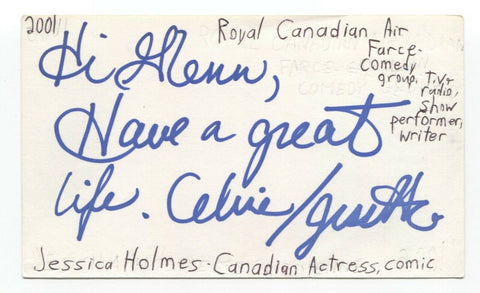 2001
Royal Canadian Air
Farce-
Comedy
group, T.V.+
radio,
show
performer,
writer
Hi Glenn,
Have a great
life. Celine/
Jessica Holmes-Canadian Actress, comic